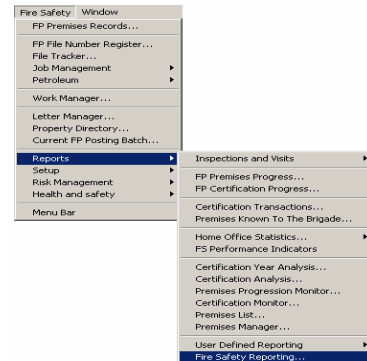 Fire Safety Window
FP Premises Records...
FP File Number Register...
File Tracker...
Job Management
Petroleum
Work Manager...
Letter Manager...
Property Directory...
Current FP Posting Batch...
Reports
Setup
Risk Management
Health and safety
Menu Bar
Inspections and Visits
FP Premises Progress...
FP Certification Progress...
Certification Transactions...
Premises Known To The Brigade...
Home Office Statistics...
FS Performance Indicators
Certification Year Analysis...
Certification Analysis...
Premises Progression Monitor...
Certification Monitor...
Premises List...
Premises Manager...
User Defined Reporting
Fire Safety Reporting...